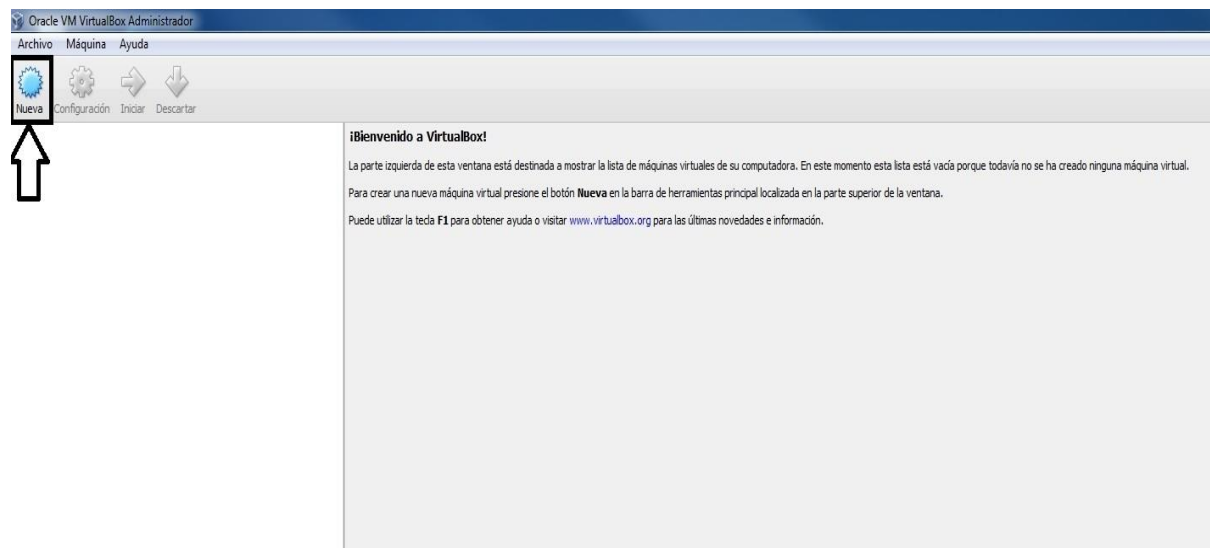 Oracle VM VirtualBox Administrador
Archivo Máquina Ayuda
Nueva Configuración Iniciar Descartar
¡Bienvenido a VirtualBox!
La parte izquierda de esta ventana está destinada a mostrar la lista de máquinas virtuales de su computadora. En este momento esta lista está vacía porque todavía no se ha creado ninguna máquina virtual.
Para crear una nueva máquina virtual presione el botón Nueva en la barra de herramientas principal localizada en la parte superior de la ventana.
Puede utilizar la tecla F1 para obtener ayuda o visitar www.virtualbox.org para las últimas novedades e información.